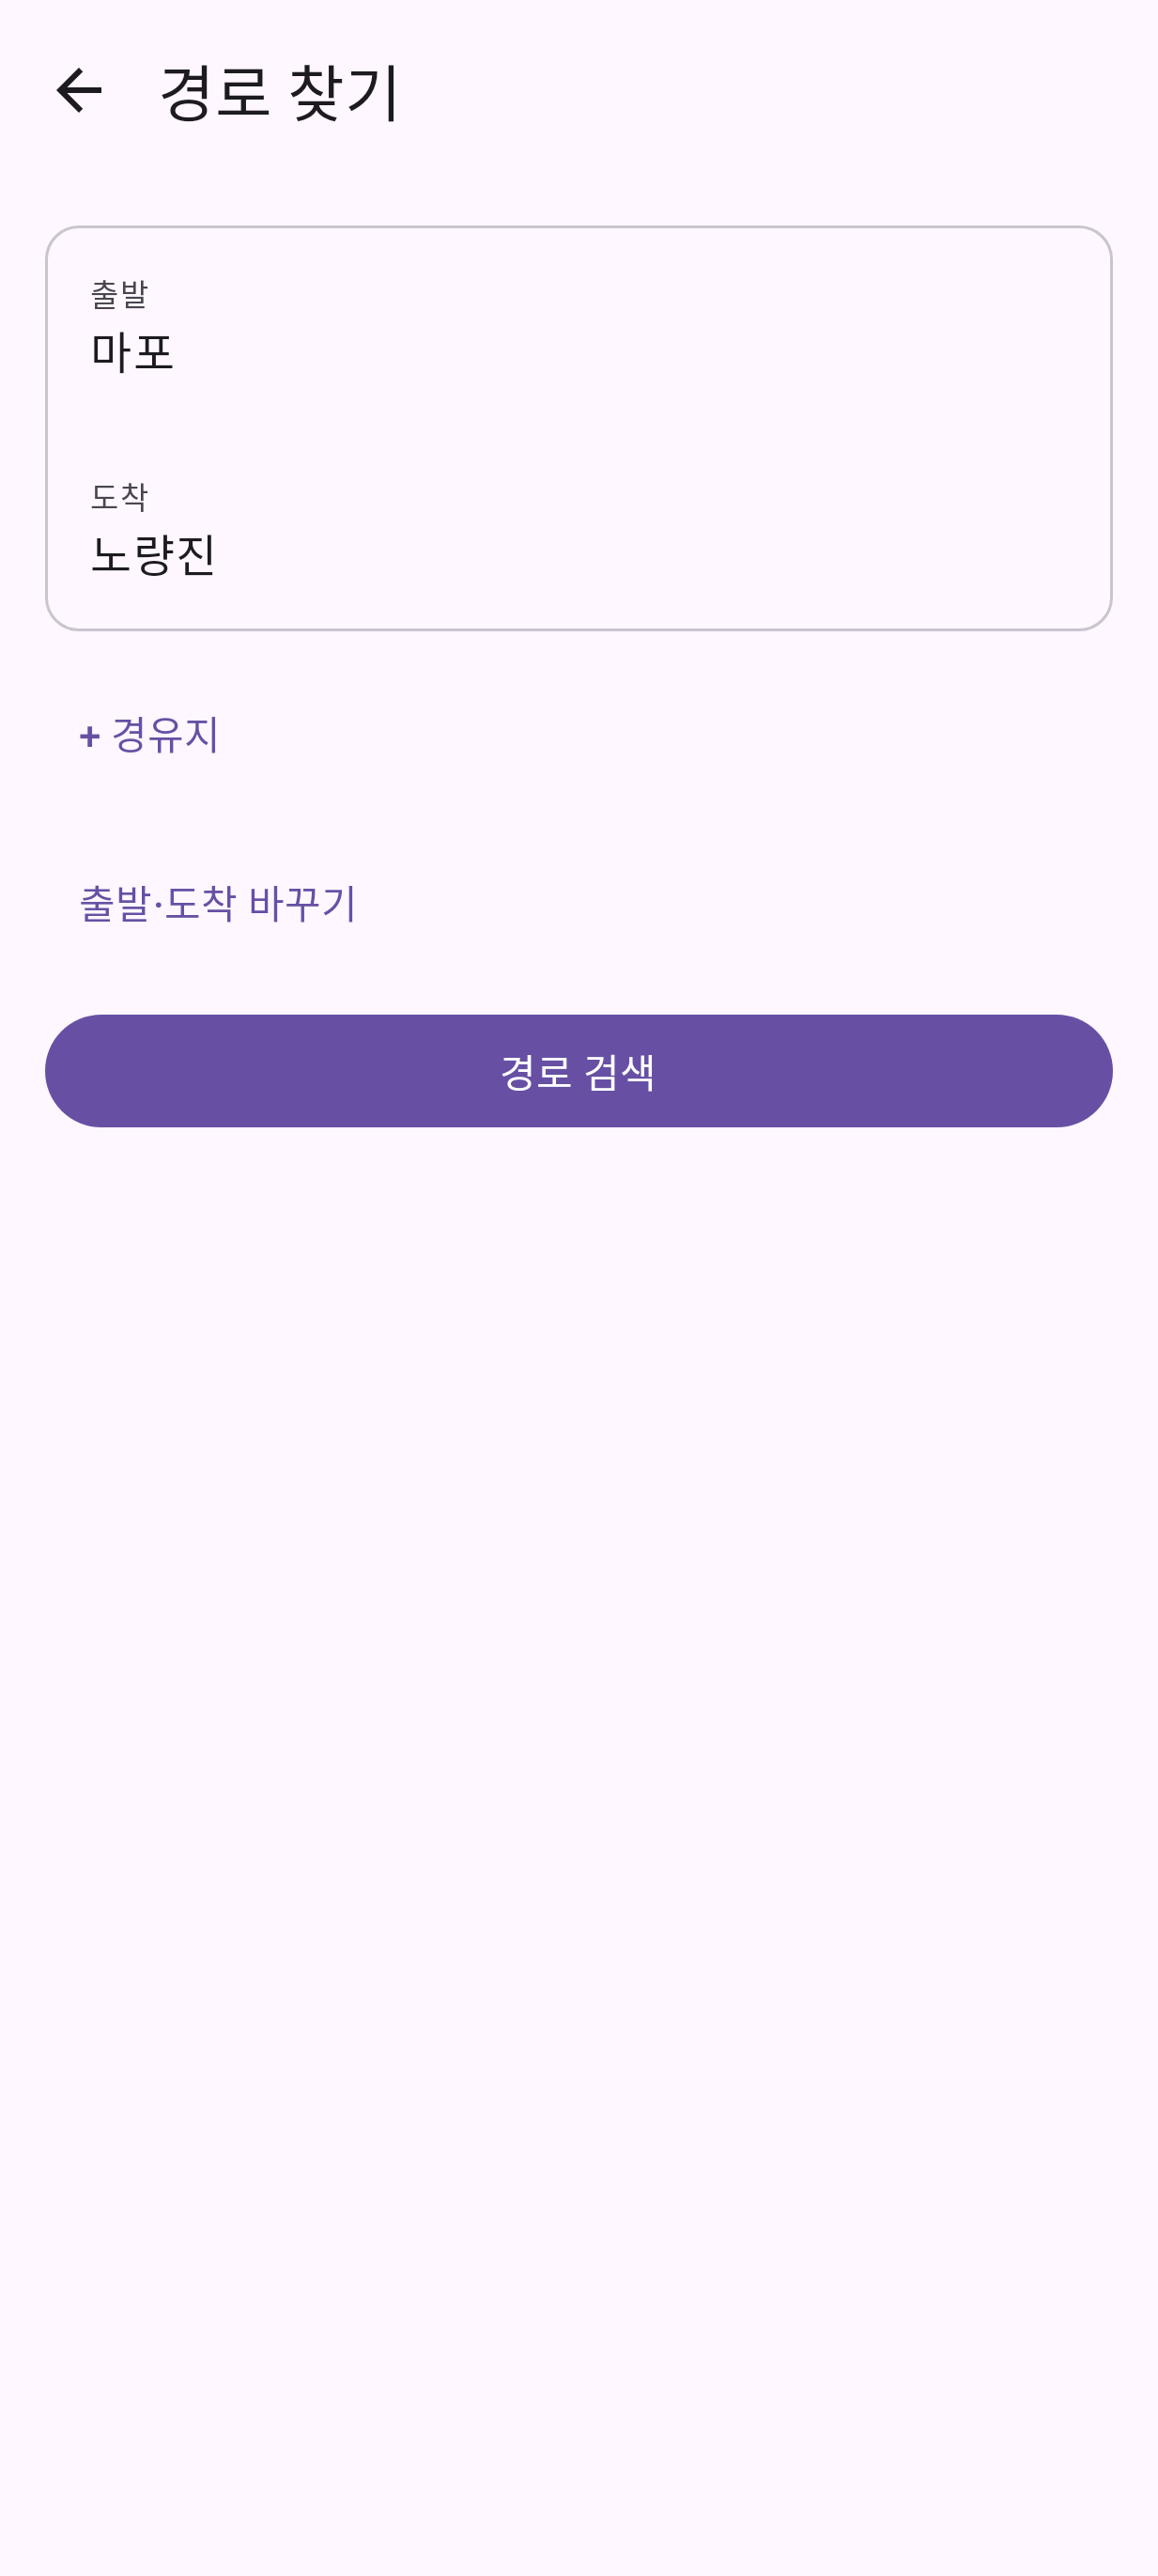 경로 찾기
출발
마포
도착
노량진
+ 경유지
출발·도착 바꾸기
경로 검색